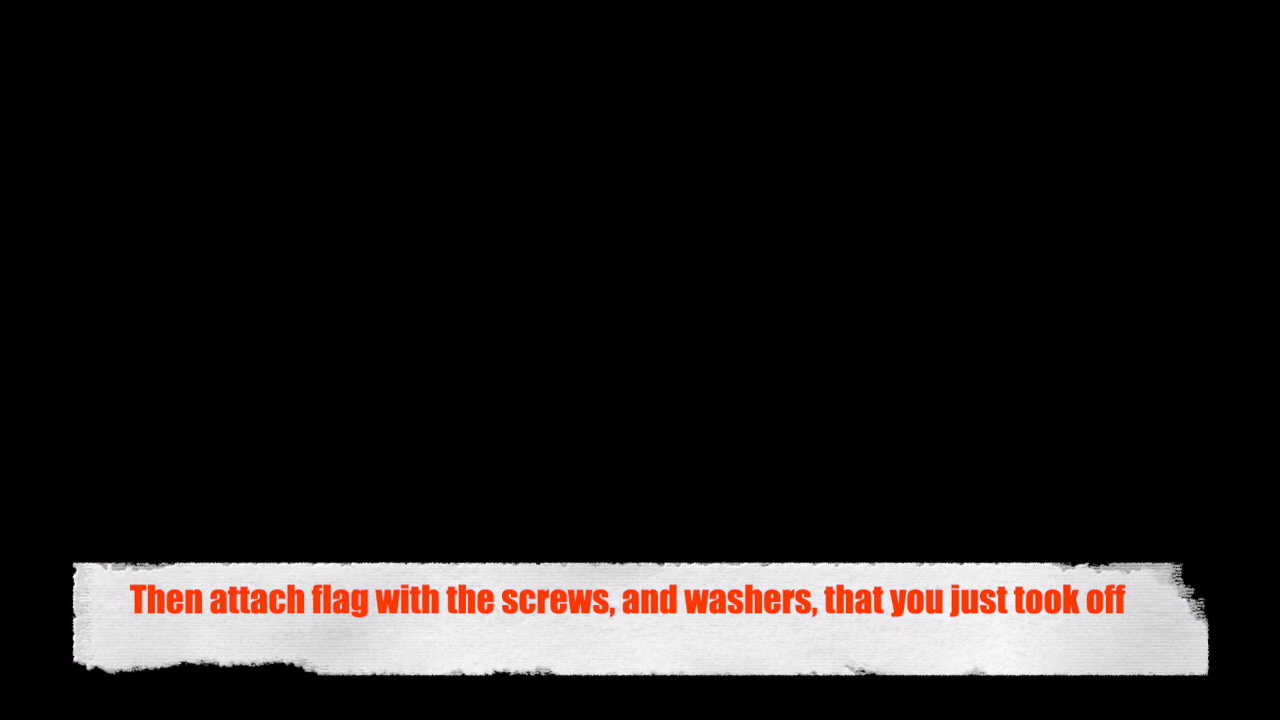 Then attach flag with the screws, and washers, that you just took off